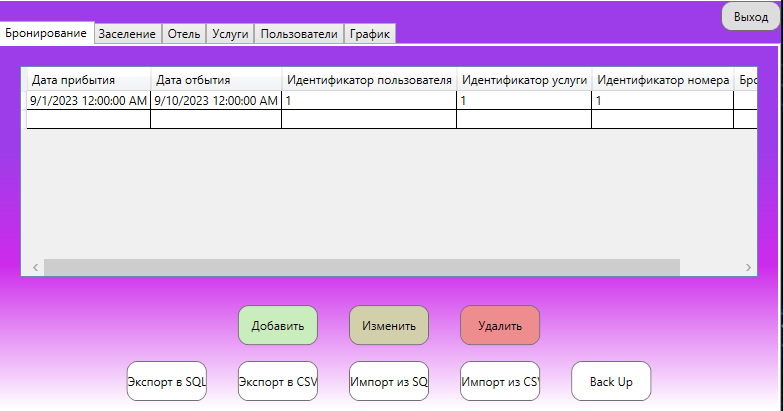 Выход
Бронирование Заселение Отель Услуги Пользователи График
Дата прибытия Дата отбытия Идентификатор пользователя Идентификатор услуги Идентификатор номера Бро
9/1/2023 12:00:00 AM 9/10/2023 12:00:00 AM 1 1 1
Добавить Изменить Удалить
Экспорт в SQL Экспорт в CSV Импорт из SQ Импорт из CSV Back Up